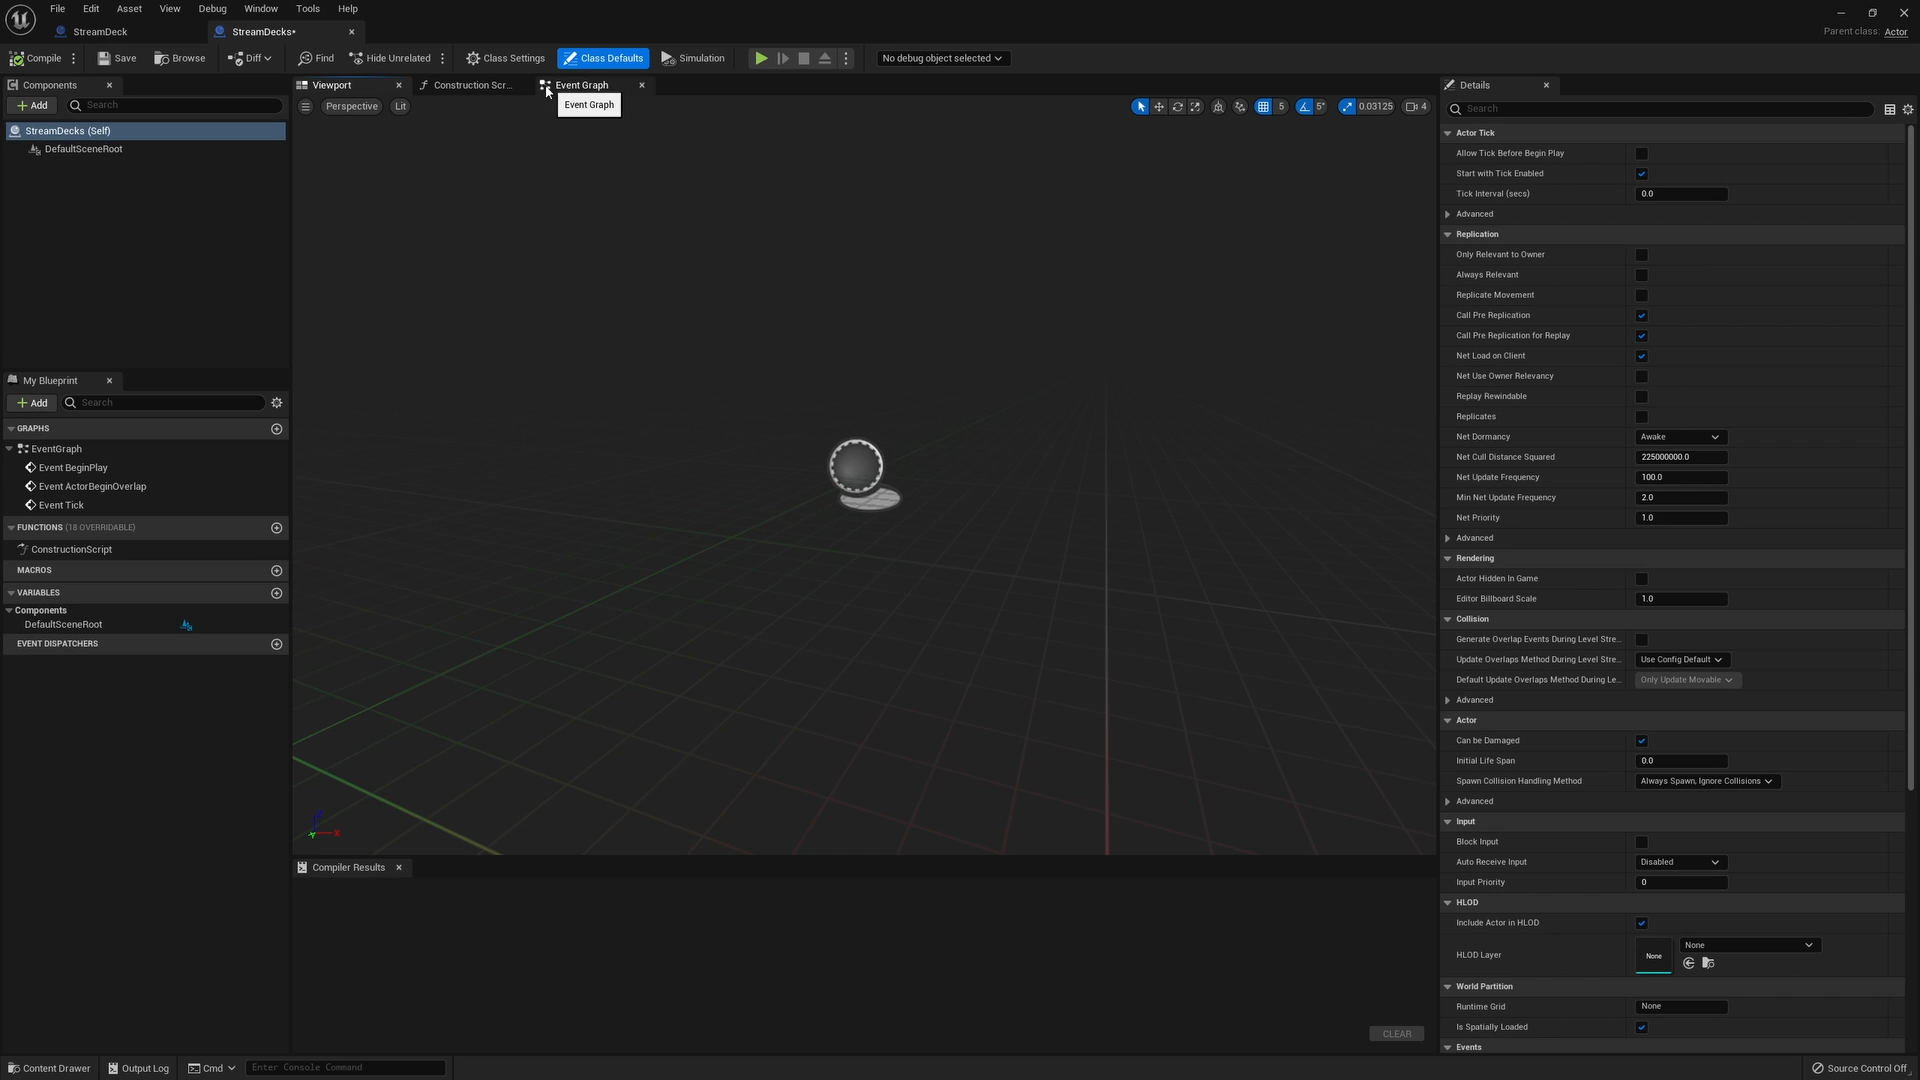 File Edit Asset View Debug Window Tools Help
StreamDeck
StreamDecks*
Parent class: Actor
Compile
Save
Browse
Diff
Find
Hide Unrelated
Class Settings
Class Defaults
Simulation
No debug object selected
Components
Add
Search
StreamDecks (Self)
DefaultSceneRoot
My Blueprint
Add
Search
GRAPHS
EventGraph
Event BeginPlay
Event ActorBeginOverlap
Event Tick
FUNCTIONS (18 OVERRIDABLE)
ConstructionScript
MACROS
VARIABLES
Components
DefaultSceneRoot
EVENT DISPATCHERS
Viewport
Construction Scr...
Event Graph
Event Graph
Perspective
Lit
5
5°
0.03125
4
Z
X
Y
Compiler Results
CLEAR
Details
Search
Actor Tick
Allow Tick Before Begin Play
Start with Tick Enabled
Tick Interval (secs) 0.0
Advanced
Replication
Only Relevant to Owner
Always Relevant
Replicate Movement
Call Pre Replication
Call Pre Replication for Replay
Net Load on Client
Net Use Owner Relevancy
Replay Rewindable
Replicates
Net Dormancy Awake
Net Cull Distance Squared 225000000.0
Net Update Frequency 100.0
Min Net Update Frequency 2.0
Net Priority 1.0
Advanced
Rendering
Actor Hidden In Game
Editor Billboard Scale 1.0
Collision
Generate Overlap Events During Level Stre...
Update Overlaps Method During Level Stre... Use Config Default
Default Update Overlaps Method During Le... Only Update Movable
Advanced
Actor
Can be Damaged
Initial Life Span 0.0
Spawn Collision Handling Method Always Spawn, Ignore Collisions
Advanced
Input
Block Input
Auto Receive Input Disabled
Input Priority 0
HLOD
Include Actor in HLOD
HLOD Layer None None
World Partition
Runtime Grid None
Is Spatially Loaded
Events
Content Drawer
Output Log
Cmd
Enter Console Command
Source Control Off